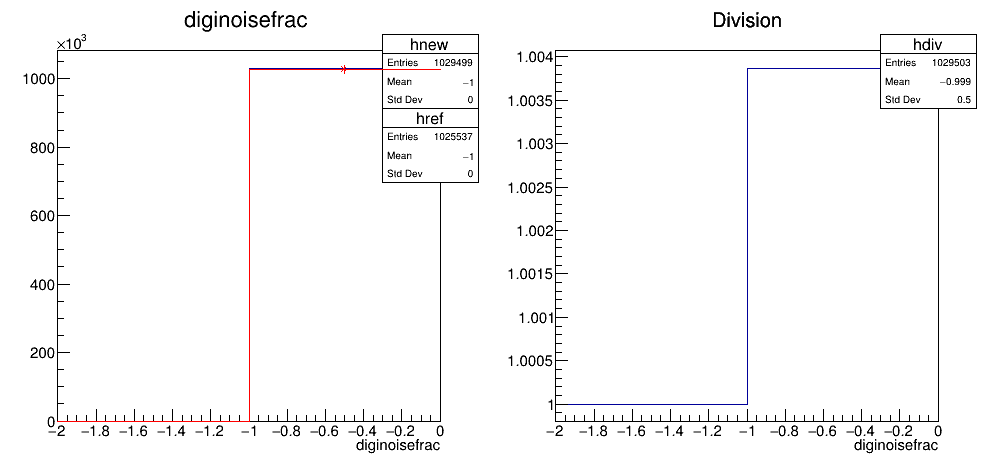 diginoisefrac
×10³
hnew
Entries 1029499
Mean −1
Std Dev 0
href
Entries 1025537
Mean −1
Std Dev 0
1000
800
600
400
200
0
−2 −1.8 −1.6 −1.4 −1.2 −1 −0.8 −0.6 −0.4 −0.2 0
diginoisefrac
Division
hdiv
Entries 1029503
Mean −0.999
Std Dev 0.5
1.004
1.0035
1.003
1.0025
1.002
1.0015
1.001
1.0005
1
−2 −1.8 −1.6 −1.4 −1.2 −1 −0.8 −0.6 −0.4 −0.2 0
diginoisefrac